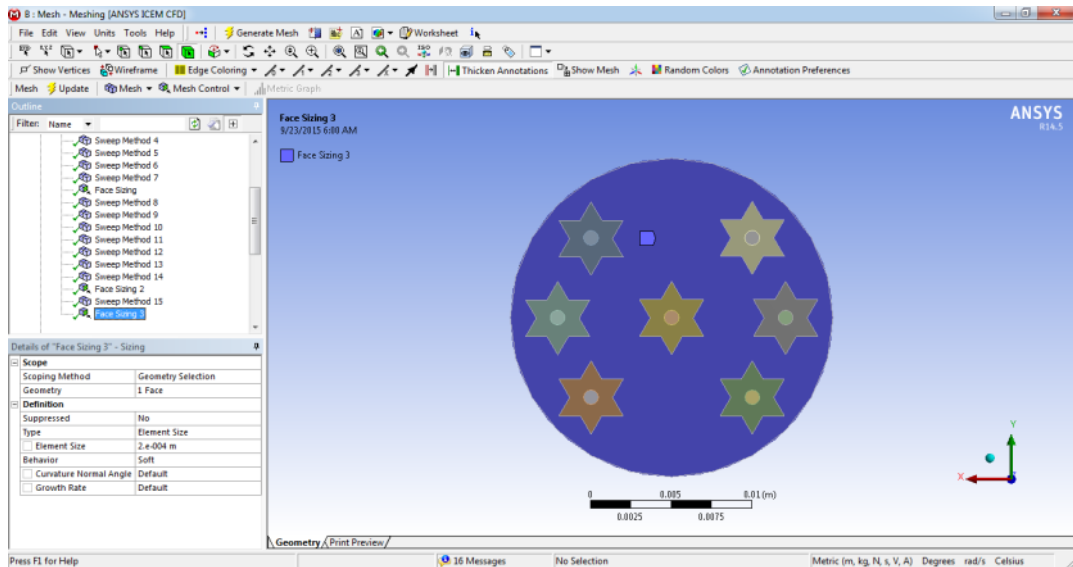 B : Mesh - Meshing [ANSYS ICEM CFD]
File Edit View Units Tools Help Generate Mesh Worksheet
Show Vertices Wireframe Edge Coloring Thicken Annotations Show Mesh Random Colors Annotation Preferences
Mesh Update Mesh Mesh Control Metric Graph
Outline
Filter: Name
Sweep Method 4
Sweep Method 5
Sweep Method 6
Sweep Method 7
Face Sizing
Sweep Method 8
Sweep Method 9
Sweep Method 10
Sweep Method 11
Sweep Method 12
Sweep Method 13
Sweep Method 14
Face Sizing 2
Sweep Method 15
Face Sizing 3
Details of "Face Sizing 3" - Sizing
Scope
Scoping Method Geometry Selection
Geometry 1 Face
Definition
Suppressed No
Type Element Size
Element Size 2.e-004 m
Behavior Soft
Curvature Normal Angle Default
Growth Rate Default
Face Sizing 3
9/23/2015 6:00 AM
Face Sizing 3
ANSYS
R14.5
0 0.005 0.01 (m)
0.0025 0.0075
Y
X
Geometry Print Preview
Press F1 for Help 16 Messages No Selection Metric (m, kg, N, s, V, A) Degrees rad/s Celsius